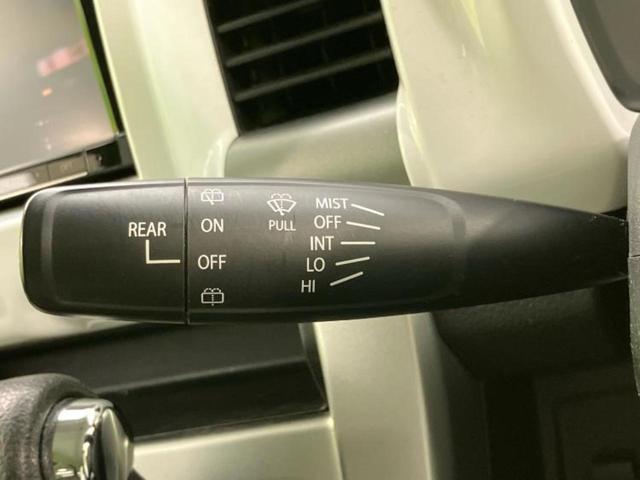 REAR
ON
OFF
PULL
MIST
OFF
INT
LO
HI